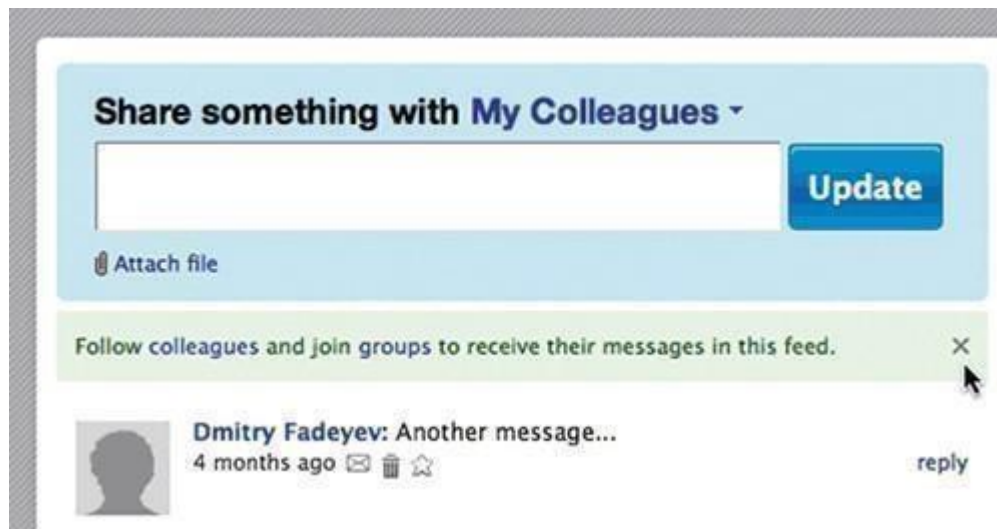 Share something with My Colleagues
Update
Attach file
Follow colleagues and join groups to receive their messages in this feed.
Dmitry Fadeyev: Another message...
4 months ago
reply